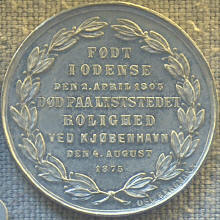 FØDT
I ODENSE
DEN 2. APRIL 1805
DØD PAA LYSTSTEDET
ROLIGHED
VED KJØBENHAVN
DEN 4. AUGUST
1875